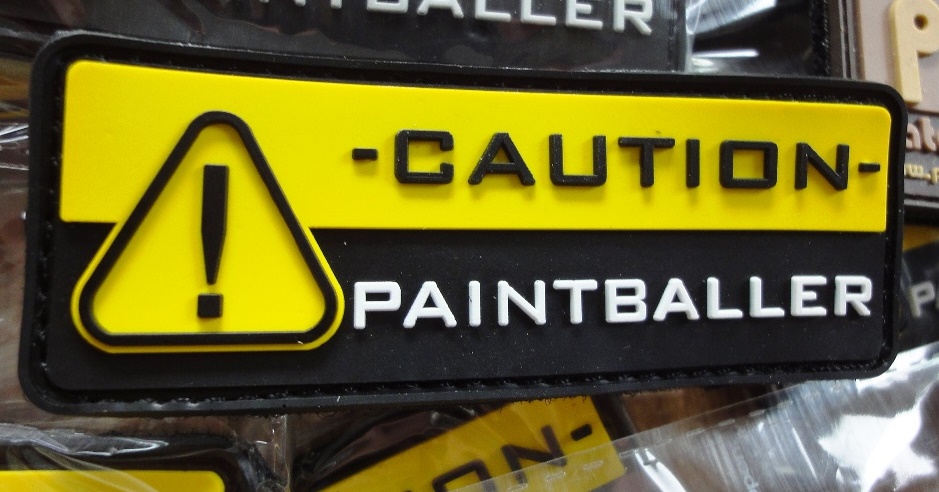 -CAUTION-
!
PAINTBALLER